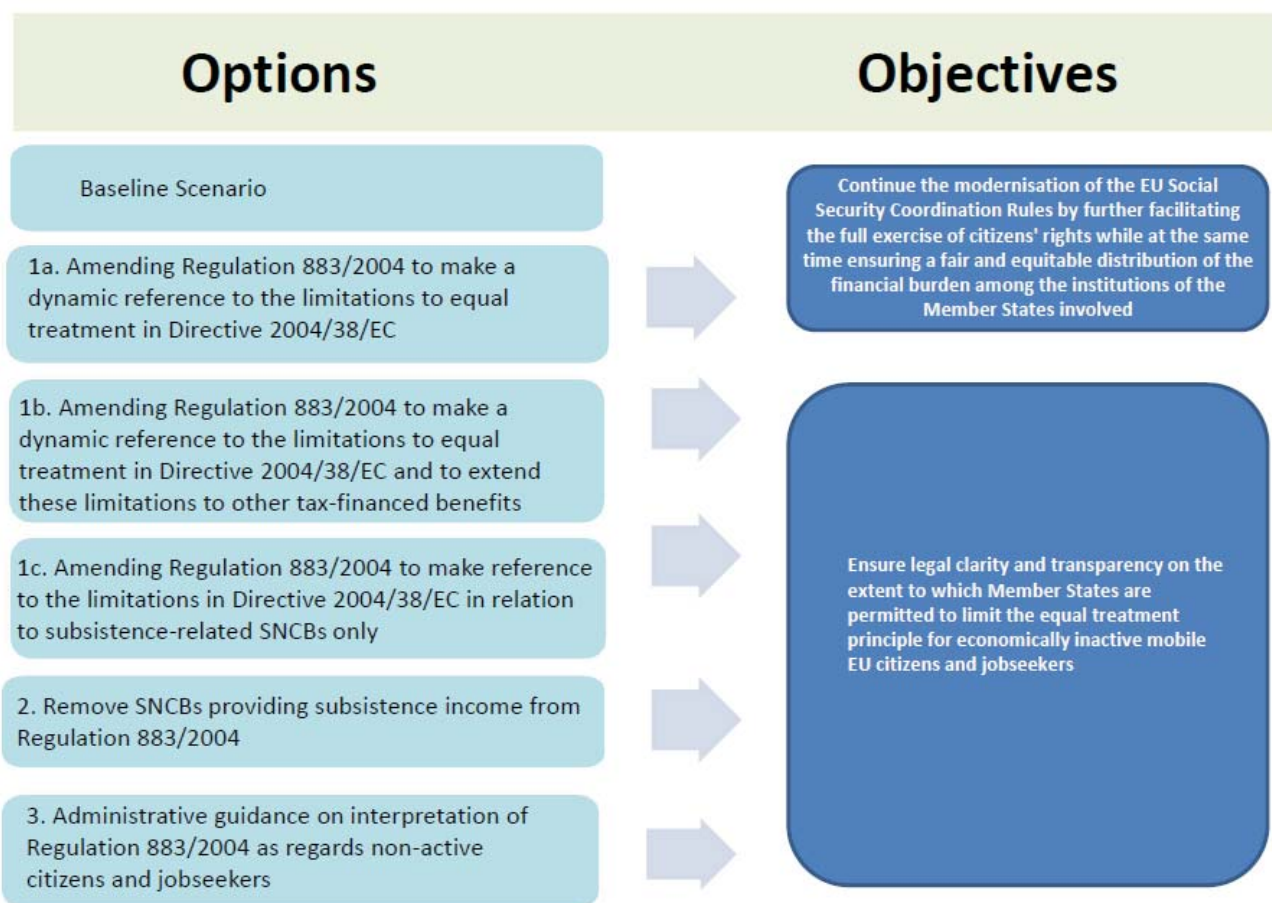 Options
Objectives
Baseline Scenario
1a. Amending Regulation 883/2004 to make a
dynamic reference to the limitations to equal
treatment in Directive 2004/38/EC
1b. Amending Regulation 883/2004 to make a
dynamic reference to the limitations to equal
treatment in Directive 2004/38/EC and to extend
these limitations to other tax-financed benefits
1c. Amending Regulation 883/2004 to make reference
to the limitations in Directive 2004/38/EC in relation
to subsistence-related SNCBs only
2. Remove SNCBs providing subsistence income from
Regulation 883/2004
3. Administrative guidance on interpretation of
Regulation 883/2004 as regards non-active
citizens and jobseekers
Continue the modernisation of the EU Social
Security Coordination Rules by further facilitating
the full exercise of citizens' rights while at the same
time ensuring a fair and equitable distribution of the
financial burden among the institutions of the
Member States involved
Ensure legal clarity and transparency on the
extent to which Member States are
permitted to limit the equal treatment
principle for economically inactive mobile
EU citizens and jobseekers